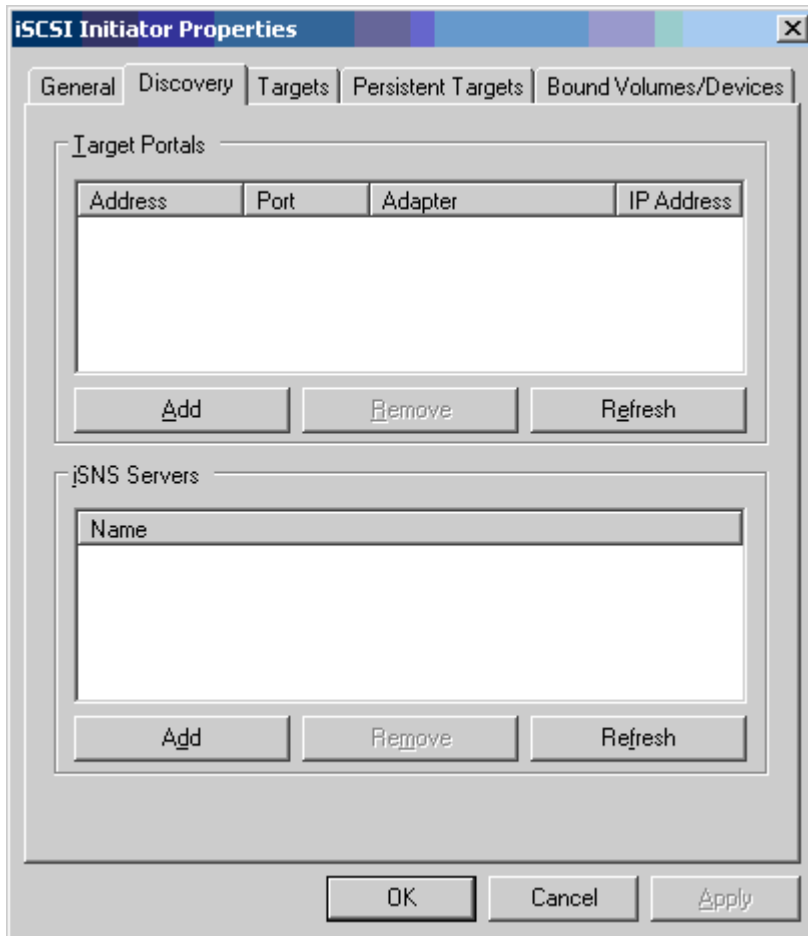 iSCSI Initiator Properties
General Discovery Targets Persistent Targets Bound Volumes/Devices
Target Portals
Address Port Adapter IP Address
Add Remove Refresh
iSNS Servers
Name
Add Remove Refresh
OK Cancel Apply